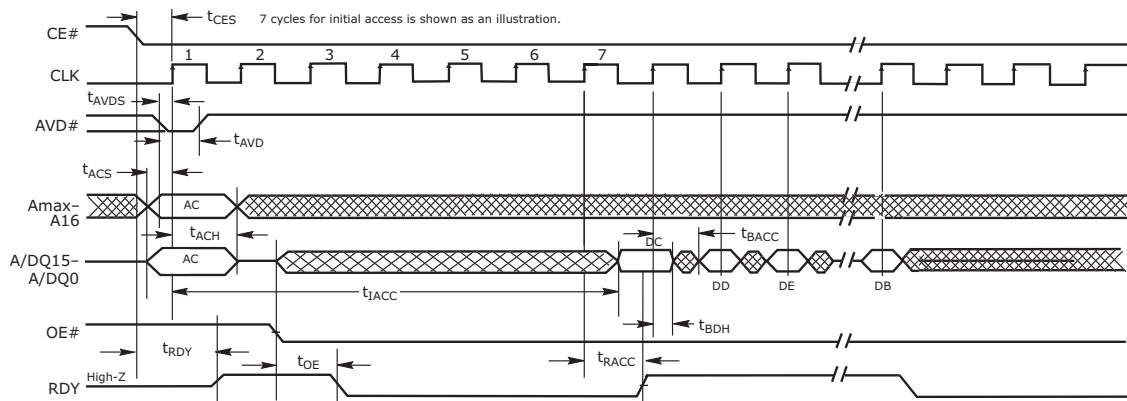 tCES 7 cycles for initial access is shown as an illustration.
CE#
1 2 3 4 5 6 7
CLK
tAVDS
AVD#
tAVD
tACS
Amax–
A16
AC
tACH
tBACC
A/DQ15–
A/DQ0
AC
DC
DD
DE
DB
tIACC
tBDH
OE#
tRDY
tOE
tRACC
RDY
High-Z